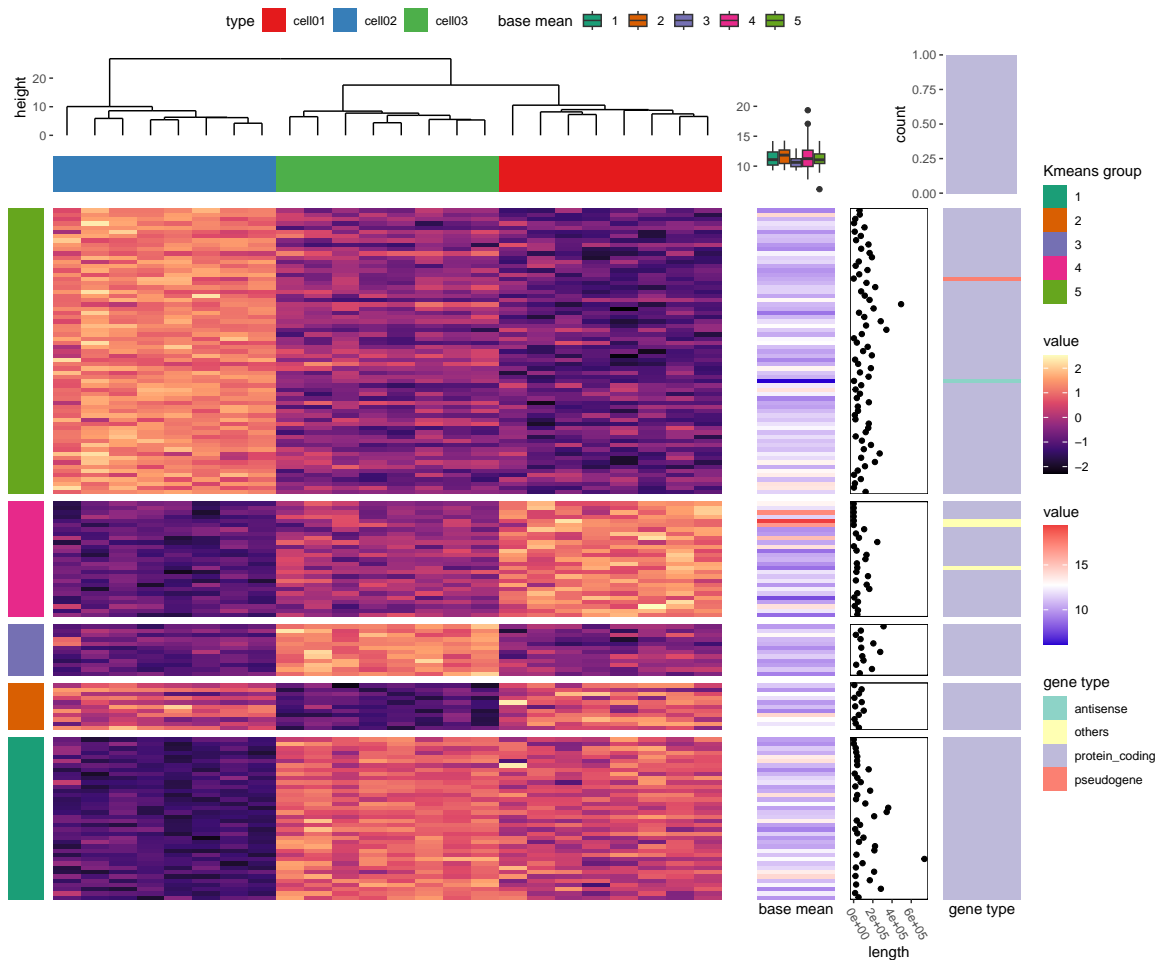 type cell01 cell02 cell03 base mean 1 2 3 4 5
height
20
10
0
20
15
10
count
1.00
0.75
0.50
0.25
0.00
Kmeans group
1
2
3
4
5
value
2
1
0
−1
−2
value
15
10
gene type
antisense
others
protein_coding
pseudogene
base mean
0e+00
2e+05
4e+05
6e+05
length
gene type